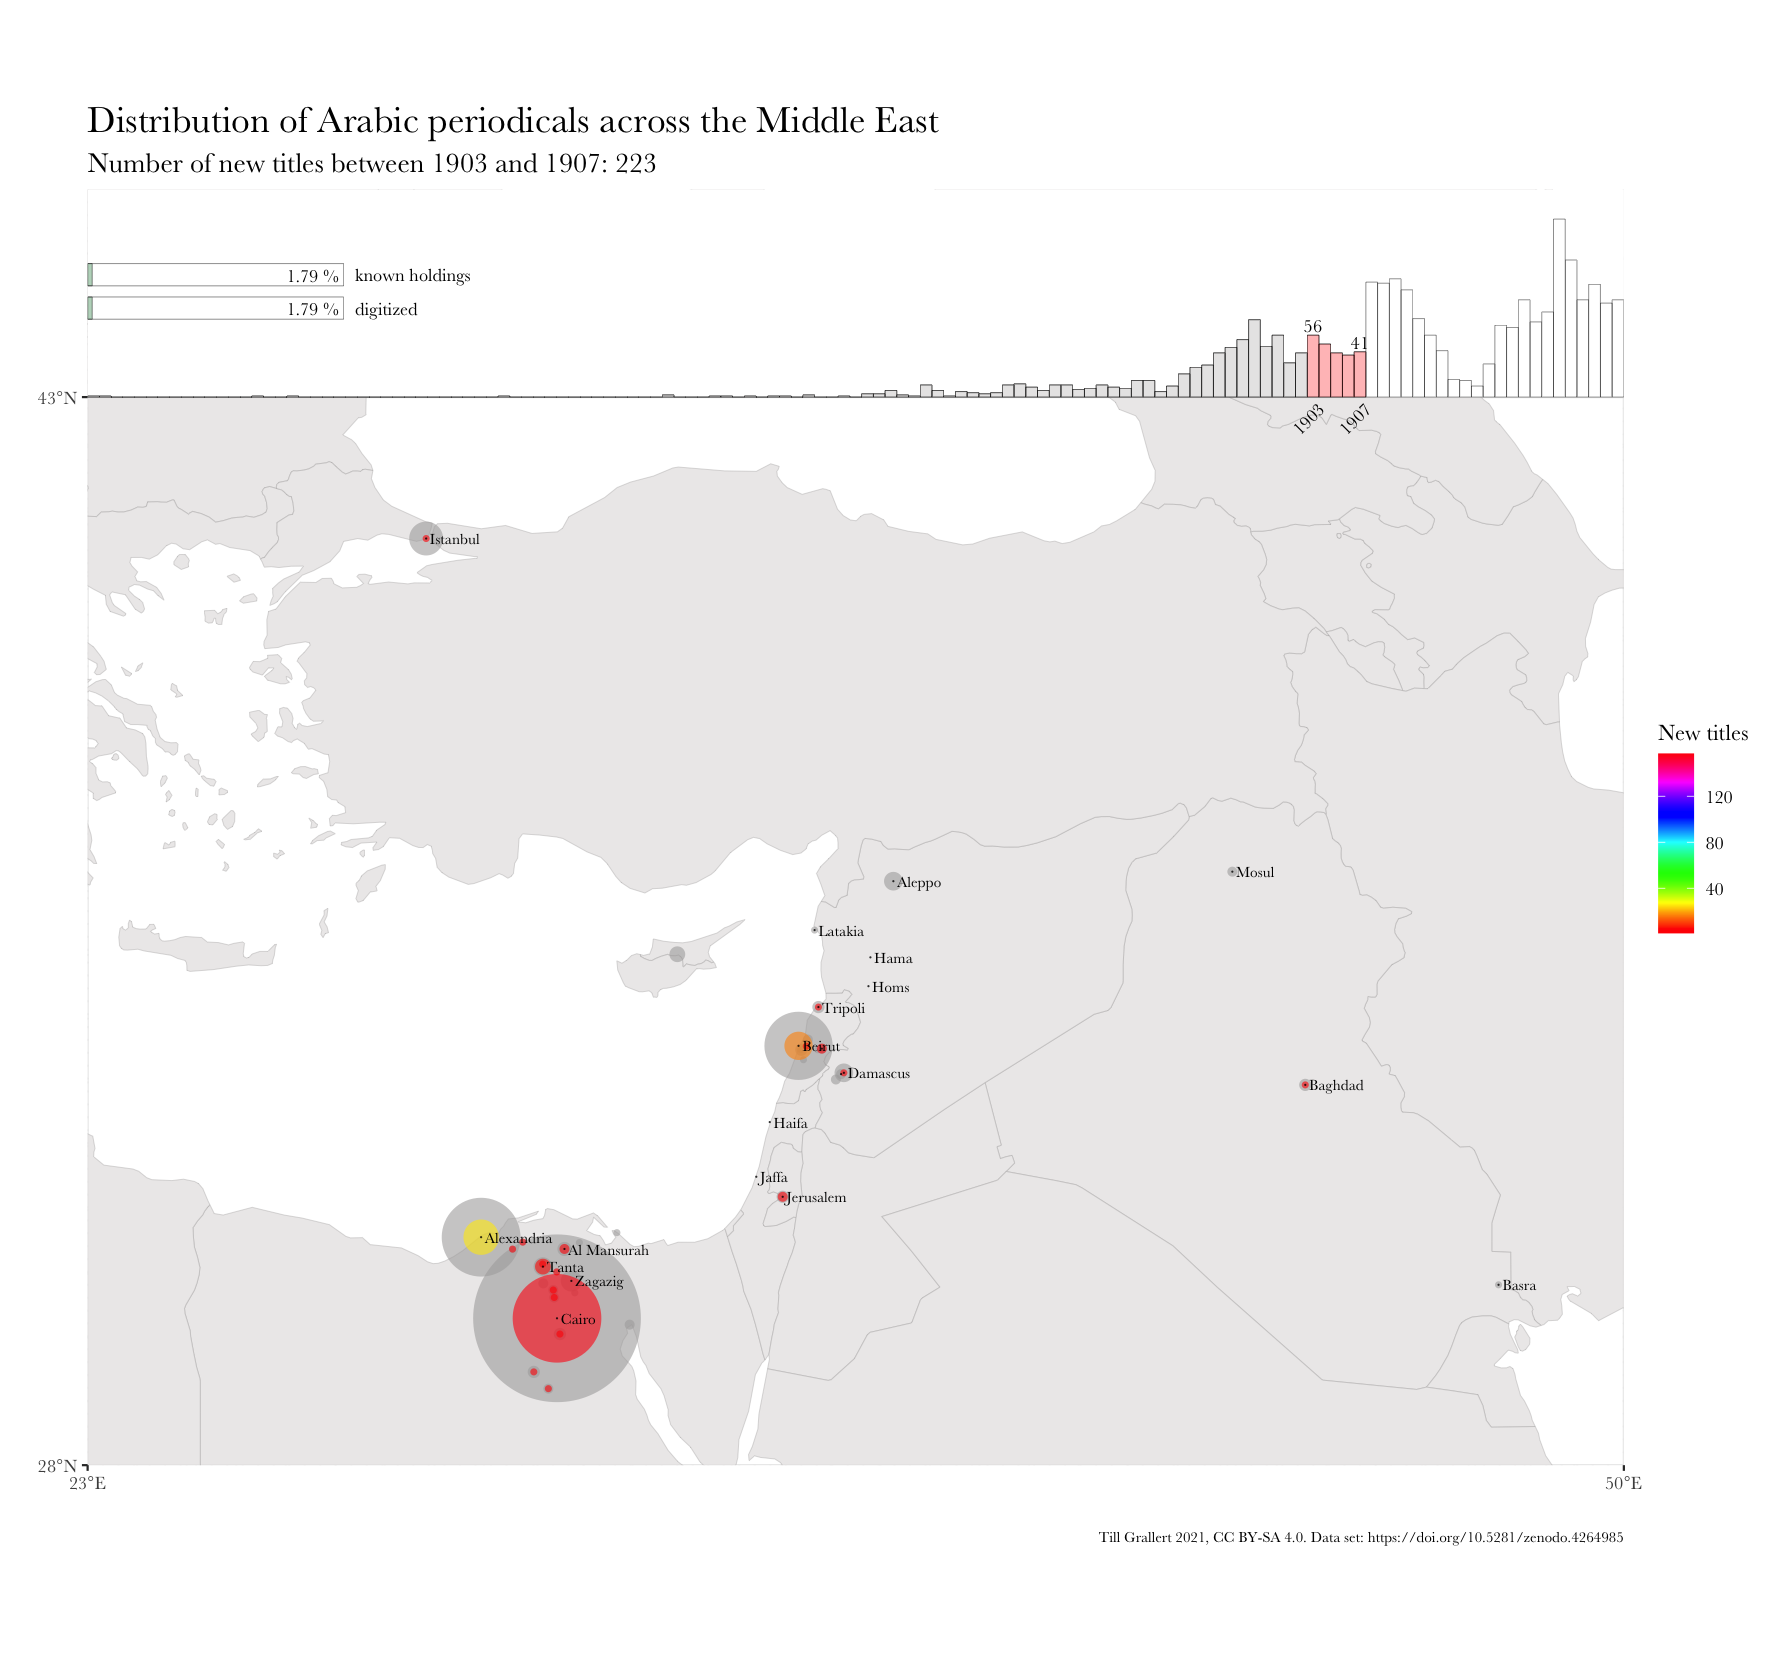 Distribution of Arabic periodicals across the Middle East
Number of new titles between 1903 and 1907: 223
1.79 % known holdings
1.79 % digitized
56
41
43°N
1903
1907
Istanbul
New titles
120
80
40
Mosul
Aleppo
Latakia
Hama
Homs
Tripoli
Beirut
Damascus
Baghdad
Haifa
Jaffa
Jerusalem
Alexandria
Al Mansurah
Tanta
Zagazig
Basra
Cairo
28°N
23°E
50°E
Till Grallert 2021, CC BY-SA 4.0. Data set: https://doi.org/10.5281/zenodo.4264985